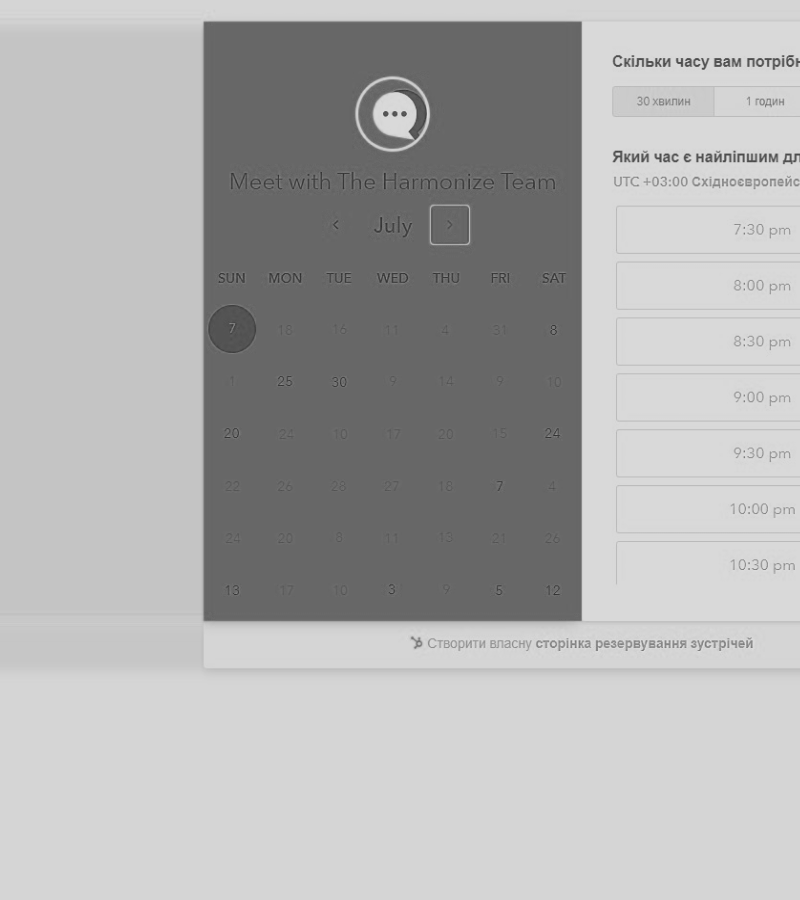 Meet with The Harmonize Team
July
SUN MON TUE WED THU FRI SAT
7 18 16 11 4 31 8
1 25 30 9 14 9 10
20 24 10 17 20 15 24
22 26 28 27 18 7 4
24 20 8 11 13 21 26
13 17 10 3 9 5 12
Скільки часу вам потрібн
30 хвилин 1 годин
Який час є найліпшим дл
UTC +03:00 Східноєвропейс
7:30 pm
8:00 pm
8:30 pm
9:00 pm
9:30 pm
10:00 pm
10:30 pm
Створити власну сторінка резервування зустрічей